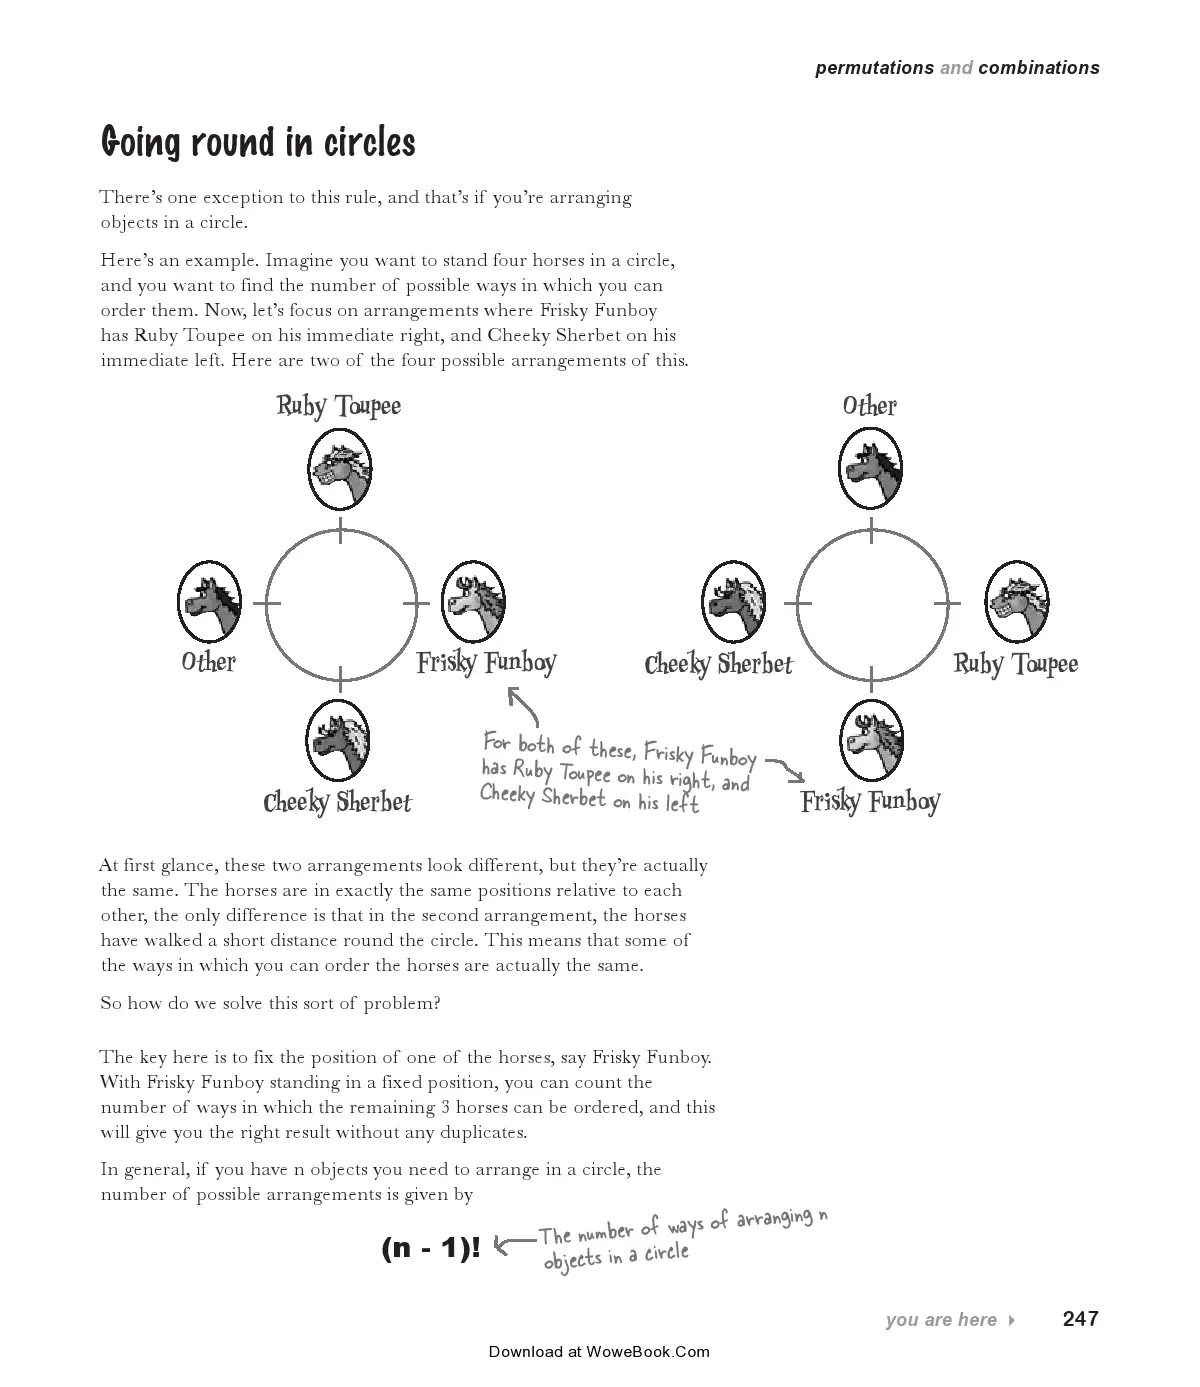 permutations and combinations
Going round in circles
There's one exception to this rule, and that's if you're arranging
objects in a circle.
Here's an example. Imagine you want to stand four horses in a circle,
and you want to find the number of possible ways in which you can
order them. Now, let's focus on arrangements where Frisky Funboy
has Ruby Toupee on his immediate right, and Cheeky Sherbet on his
immediate left. Here are two of the four possible arrangements of this.
Ruby Toupee
Other
Other
Frisky Funboy
Cheeky Sherbet
Ruby Toupee
For both of these, Frisky Funboy
has Ruby Toupee on his right, and
Cheeky Sherbet on his left
Cheeky Sherbet
Frisky Funboy
At first glance, these two arrangements look different, but they're actually
the same. The horses are in exactly the same positions relative to each
other, the only difference is that in the second arrangement, the horses
have walked a short distance round the circle. This means that some of
the ways in which you can order the horses are actually the same.
So how do we solve this sort of problem?
The key here is to fix the position of one of the horses, say Frisky Funboy.
With Frisky Funboy standing in a fixed position, you can count the
number of ways in which the remaining 3 horses can be ordered, and this
will give you the right result without any duplicates.
In general, if you have n objects you need to arrange in a circle, the
number of possible arrangements is given by
(n - 1)!
The number of ways of arranging n
objects in a circle
you are here
247
Download at WoweBook.Com